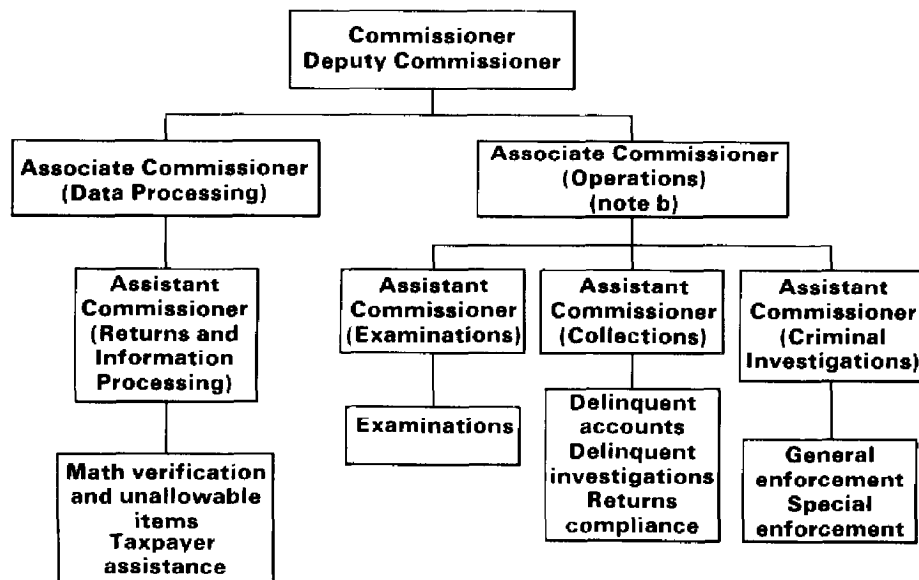 Commissioner
Deputy Commissioner
Associate Commissioner
(Data Processing)
Associate Commissioner
(Operations)
(note b)
Assistant
Commissioner
(Returns and
Information
Processing)
Assistant
Commissioner
(Examinations)
Assistant
Commissioner
(Collections)
Assistant
Commissioner
(Criminal
Investigations)
Math verification
and unallowable
items
Taxpayer
assistance
Examinations
Delinquent
accounts
Delinquent
investigations
Returns
compliance
General
enforcement
Special
enforcement